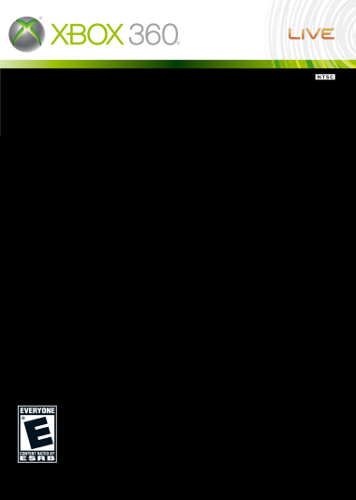 XBOX 360
LIVE
NTSC
EVERYONE
E
CONTENT RATED BY
ESRB